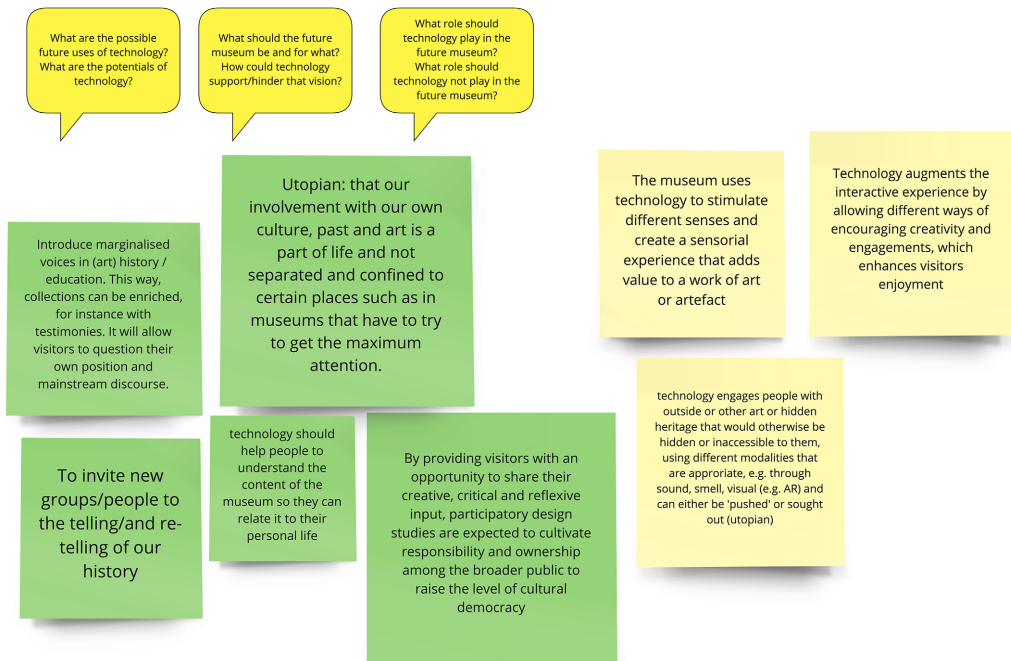 What are the possible
future uses of technology?
What are the potentials of
technology?
What should the future
museum be and for what?
How could technology
support/hinder that vision?
What role should
technology play in the
future museum?
What role should
technology not play in the
future museum?
Introduce marginalised
voices in (art) history /
education. This way,
collections can be enriched,
for instance with
testimonies. It will allow
visitors to question their
own position and
mainstream discourse.
Utopian: that our
involvement with our own
culture, past and art is a
part of life and not
separated and confined to
certain places such as in
museums that have to try
to get the maximum
attention.
The museum uses
technology to stimulate
different senses and
create a sensorial
experience that adds
value to a work of art
or artefact
Technology augments the
interactive experience by
allowing different ways of
encouraging creativity and
engagements, which
enhances visitors
enjoyment
To invite new
groups/people to
the telling/and re-
telling of our
history
technology should
help people to
understand the
content of the
museum so they can
relate it to their
personal life
By providing visitors with an
opportunity to share their
creative, critical and reflexive
input, participatory design
studies are expected to cultivate
responsibility and ownership
among the broader public to
raise the level of cultural
democracy
technology engages people with
outside or other art or hidden
heritage that would otherwise be
hidden or inaccessible to them,
using different modalities that
are approriate, e.g. through
sound, smell, visual (e.g. AR) and
can either be 'pushed' or sought
out (utopian)